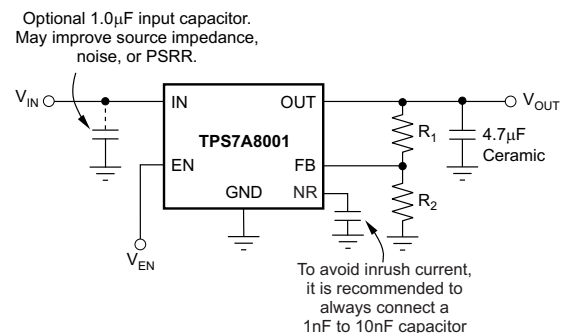 Optional 1.0μF input capacitor.
May improve source impedance,
noise, or PSRR.
V_IN
IN
OUT
V_OUT
TPS7A8001
R_1
4.7μF
Ceramic
EN
FB
GND
NR
R_2
V_EN
To avoid inrush current,
it is recommended to
always connect a
1nF to 10nF capacitor